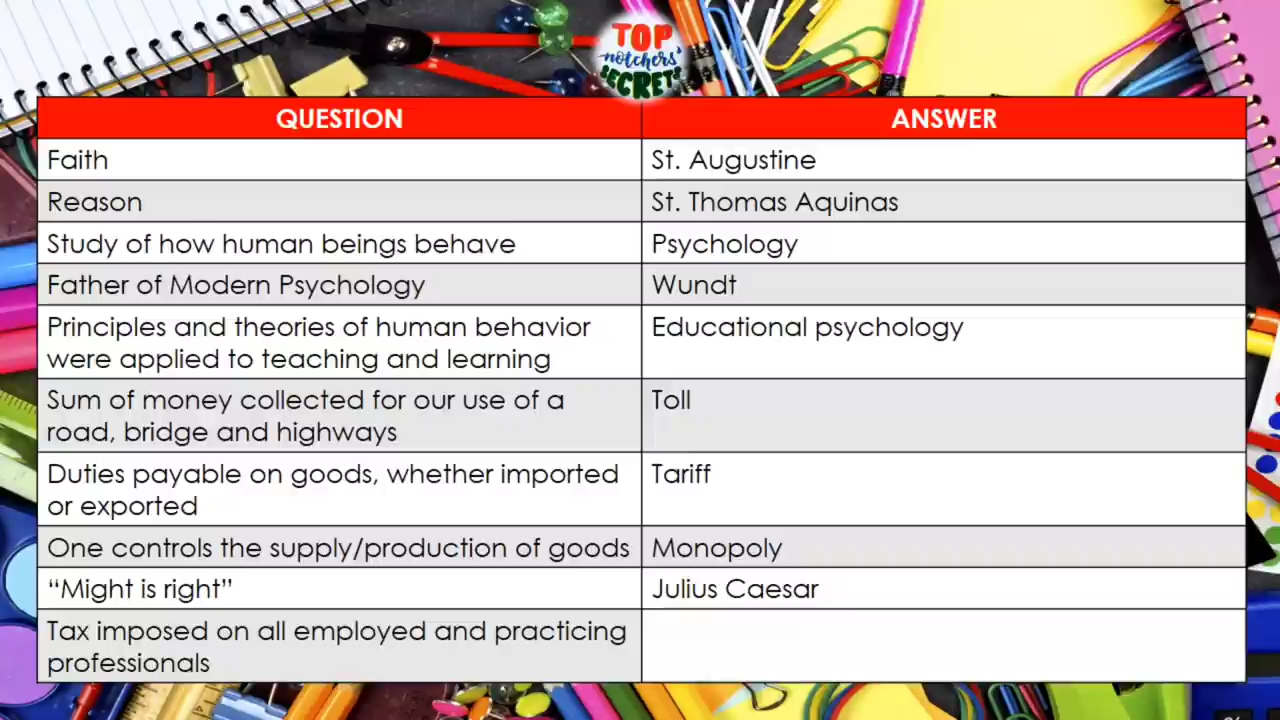 TOP
notchers'
SECRETS
QUESTION
ANSWER
Faith
St. Augustine
Reason
St. Thomas Aquinas
Study of how human beings behave
Psychology
Father of Modern Psychology
Wundt
Principles and theories of human behavior
were applied to teaching and learning
Educational psychology
Sum of money collected for our use of a
road, bridge and highways
Toll
Duties payable on goods, whether imported
or exported
Tariff
One controls the supply/production of goods
Monopoly
“Might is right”
Julius Caesar
Tax imposed on all employed and practicing
professionals